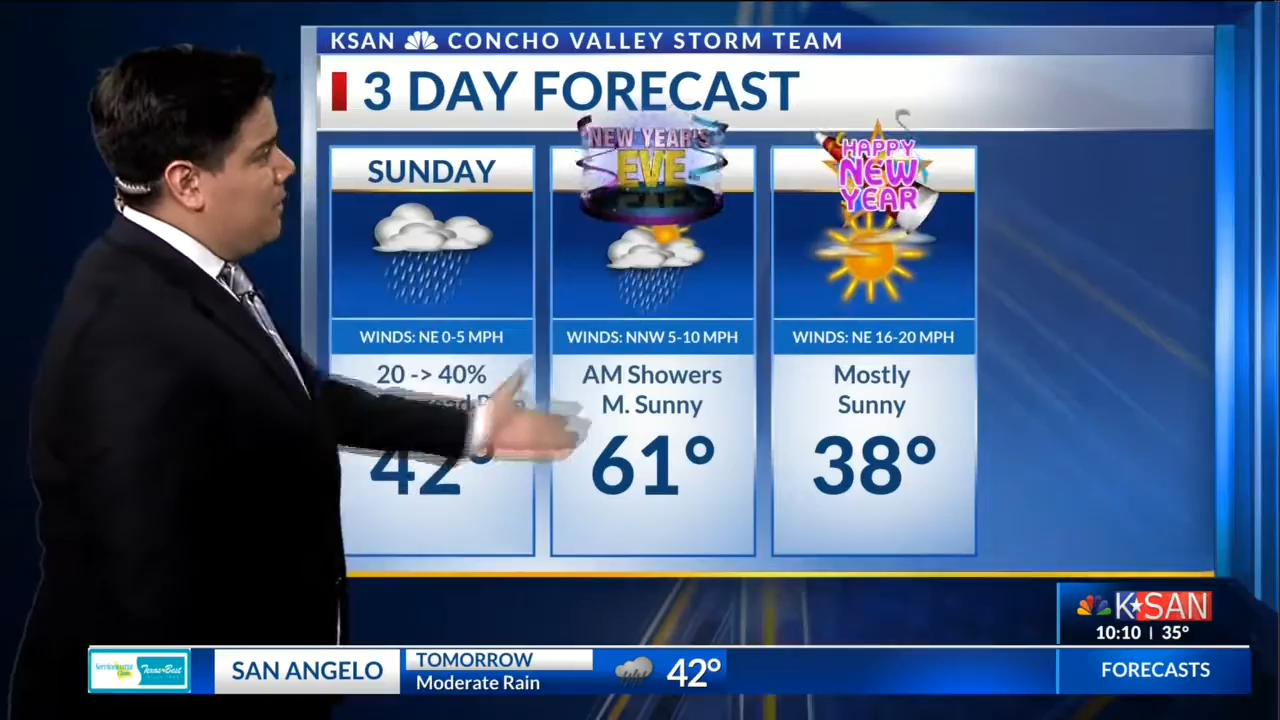 KSAN CONCHO VALLEY STORM TEAM
3 DAY FORECAST
SUNDAY
WINDS: NE 0-5 MPH
20 -> 40%
42°
NEW YEAR'S
EVE
WINDS: NNW 5-10 MPH
AM Showers
M. Sunny
61°
HAPPY
NEW
YEAR
WINDS: NE 16-20 MPH
Mostly
Sunny
38°
KSAN
10:10 | 35°
SAN ANGELO
TOMORROW
Moderate Rain
42°
FORECASTS